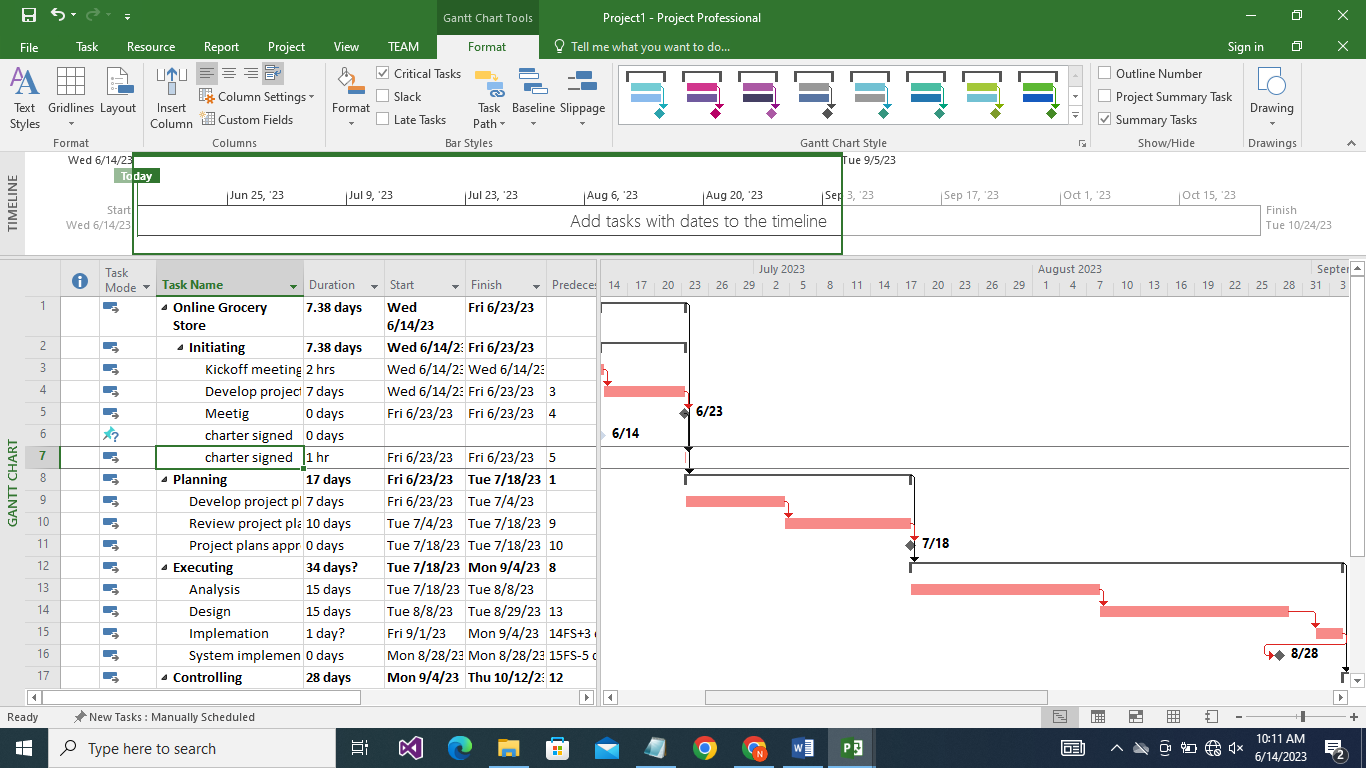 Gantt Chart Tools
Project1 - Project Professional
File Task Resource Report Project View TEAM Format Tell me what you want to do... Sign in
Text Styles
Gridlines
Layout
Format
Insert Column
Column Settings
Custom Fields
Columns
Format
Critical Tasks
Slack
Late Tasks
Task Path
Baseline
Slippage
Bar Styles
Gantt Chart Style
Outline Number
Project Summary Task
Summary Tasks
Show/Hide
Drawing
Drawings
TIMELINE
Wed 6/14/23
Tue 9/5/23
Today
Jun 25, '23 Jul 9, '23 Jul 23, '23 Aug 6, '23 Aug 20, '23 Sep 3, '23 Sep 17, '23 Oct 1, '23 Oct 15, '23
Start
Wed 6/14/23
Add tasks with dates to the timeline
Finish
Tue 10/24/23
GANTT CHART
Task Mode Task Name Duration Start Finish Predeces
July 2023 August 2023 Septer
14 17 20 23 26 29 2 5 8 11 14 17 20 23 26 29 1 4 7 10 13 16 19 22 25 28 31 3
1 Online Grocery Store 7.38 days Wed 6/14/23 Fri 6/23/23
2 Initiating 7.38 days Wed 6/14/23 Fri 6/23/23
3 Kickoff meeting 2 hrs Wed 6/14/23 Wed 6/14/23
4 Develop project 7 days Wed 6/14/23 Fri 6/23/23 3
5 Meetig 0 days Fri 6/23/23 Fri 6/23/23 4 6/23
6 charter signed 0 days 6/14
7 charter signed 1 hr Fri 6/23/23 Fri 6/23/23 5
8 Planning 17 days Fri 6/23/23 Tue 7/18/23 1
9 Develop project pl 7 days Fri 6/23/23 Tue 7/4/23
10 Review project pla 10 days Tue 7/4/23 Tue 7/18/23 9
11 Project plans appr 0 days Tue 7/18/23 Tue 7/18/23 10 7/18
12 Executing 34 days? Tue 7/18/23 Mon 9/4/23 8
13 Analysis 15 days Tue 7/18/23 Tue 8/8/23
14 Design 15 days Tue 8/8/23 Tue 8/29/23 13
15 Implemation 1 day? Fri 9/1/23 Mon 9/4/23 14FS+3 d
16 System implemen 0 days Mon 8/28/23 Mon 8/28/23 15FS-5 d 8/28
17 Controlling 28 days Mon 9/4/23 Thu 10/12/23 12
Ready New Tasks : Manually Scheduled
Type here to search
10:11 AM
6/14/2023
2